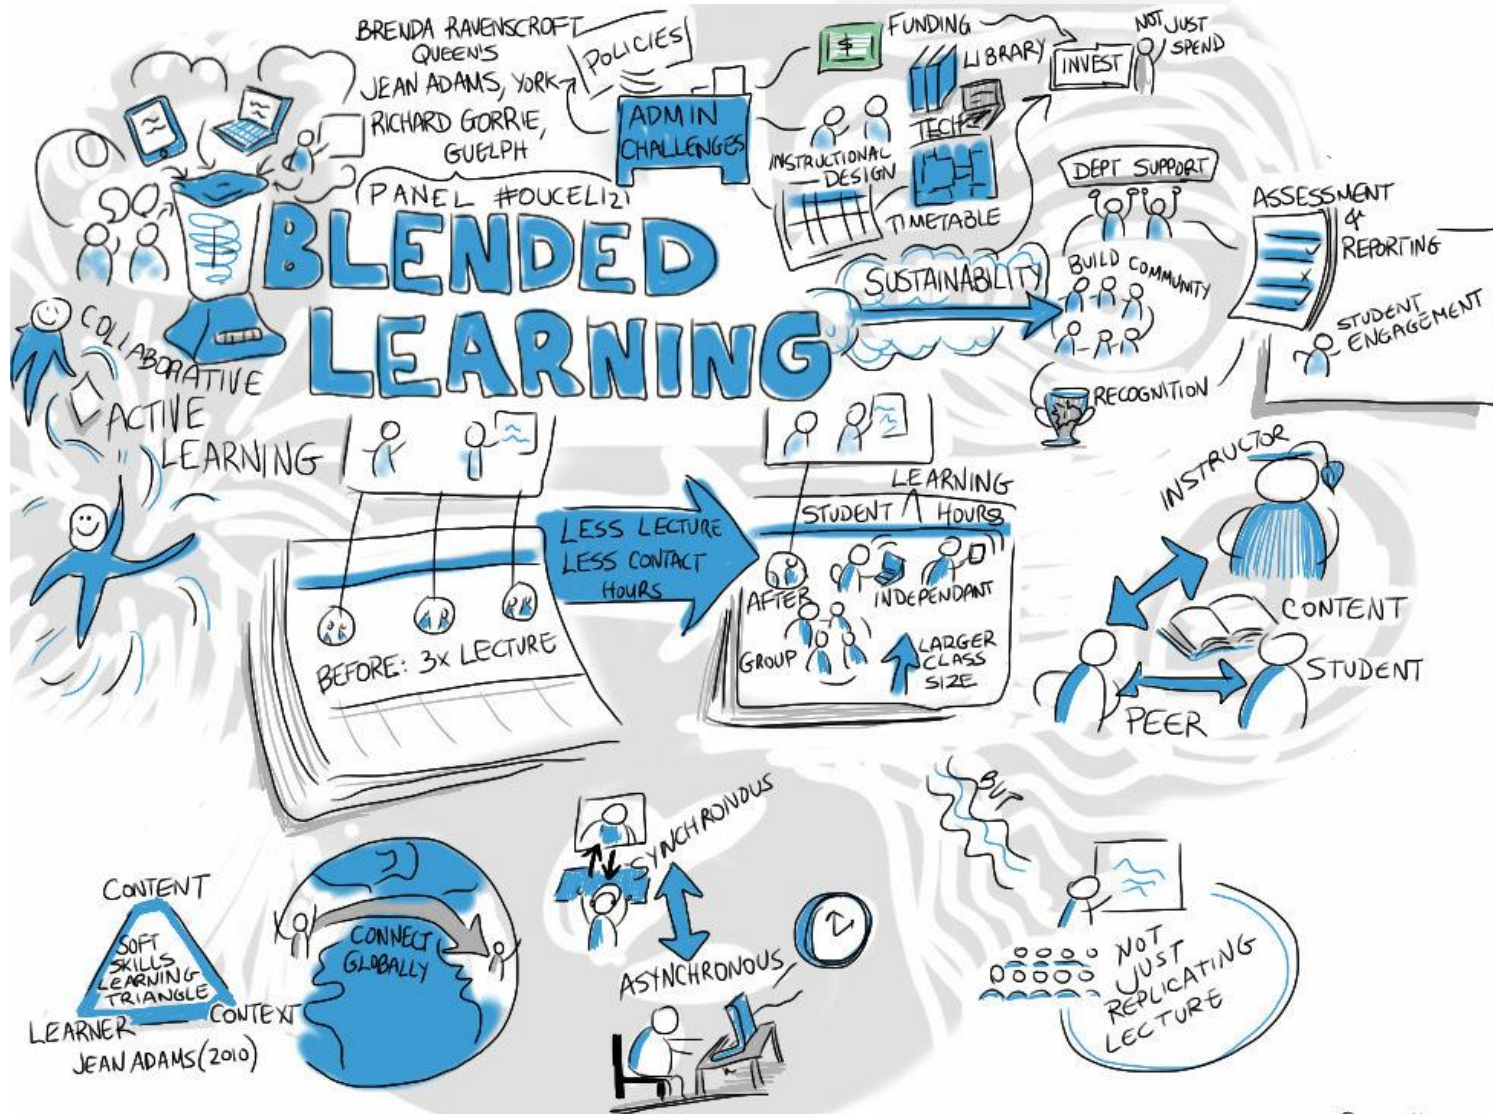 BRENDA RAVENSCROFT
QUEEN'S
JEAN ADAMS, YORK
RICHARD GORRIE,
GUELPH
PANEL #OUCELI21
BLENDED
LEARNING
POLICIES
ADMIN
CHALLENGES
$
FUNDING
LIBRARY
TECH
INSTRUCTIONAL
DESIGN
TIMETABLE
INVEST
NOT JUST
SPEND
SUSTAINABILITY
DEPT SUPPORT
BUILD COMMUNITY
RECOGNITION
ASSESSMENT
&
REPORTING
STUDENT
ENGAGEMENT
COLLABORATIVE
ACTIVE
LEARNING
BEFORE: 3X LECTURE
LESS LECTURE
LESS CONTACT
HOURS
LEARNING
STUDENT HOURS
AFTER
INDEPENDANT
GROUP
LARGER
CLASS
SIZE
INSTRUCTOR
CONTENT
STUDENT
PEER
CONTENT
SOFT
SKILLS
LEARNING
TRIANGLE
LEARNER
CONTEXT
JEAN ADAMS (2010)
CONNECT
GLOBALLY
SYNCHRONOUS
ASYNCHRONOUS
BUT
NOT
JUST
REPLICATING
LECTURE